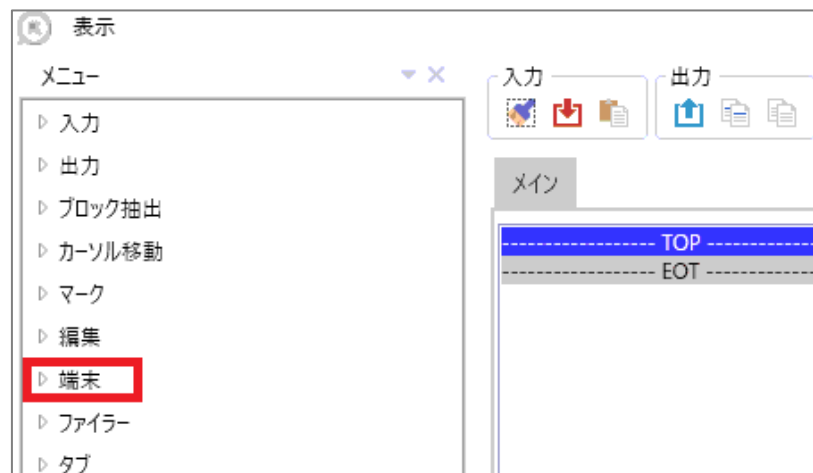 表示
メニュー
入力
出力
ブロック抽出
カーソル移動
マーク
編集
端末
ファイラー
タブ
入力
出力
メイン
------------------ TOP -------------
------------------ EOT -------------